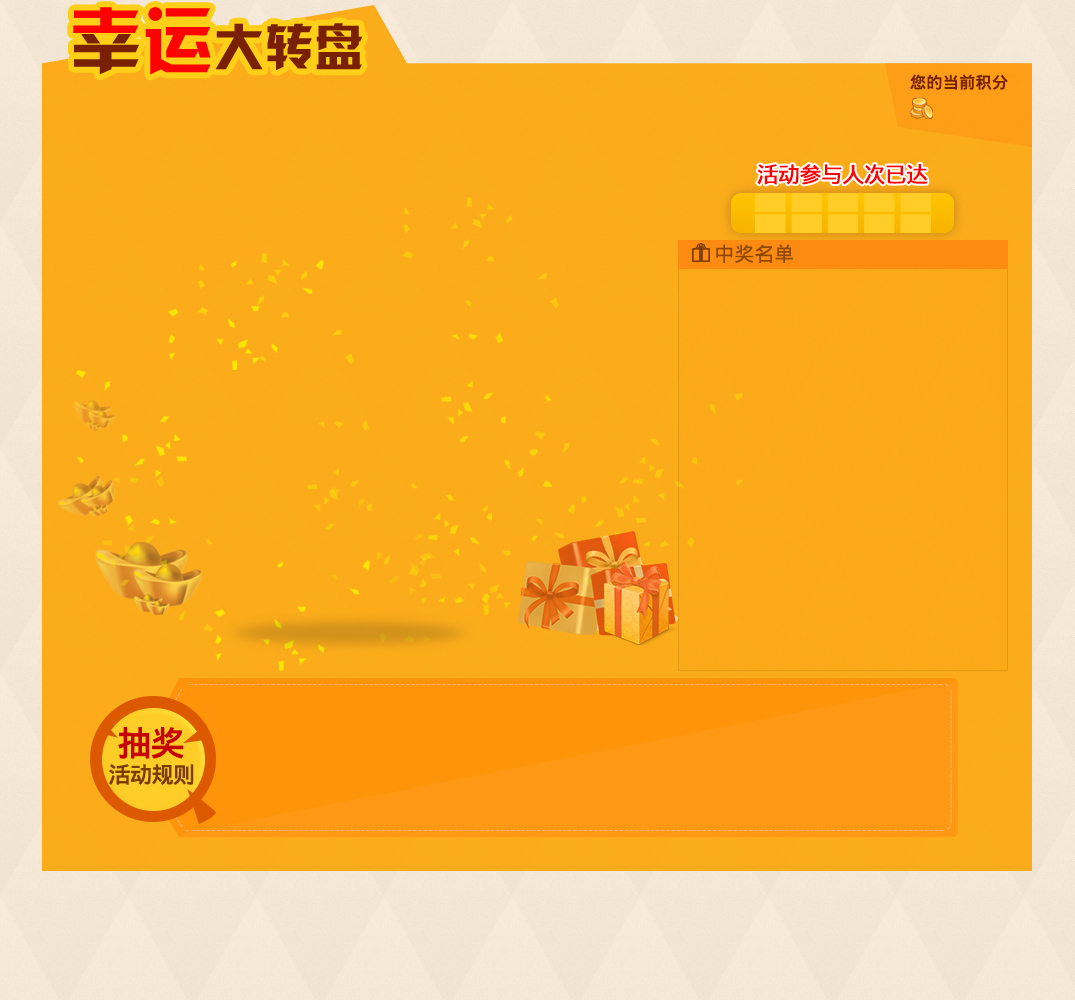 幸运大转盘
您的当前积分
活动参与人次已达
中奖名单
抽奖
活动规则